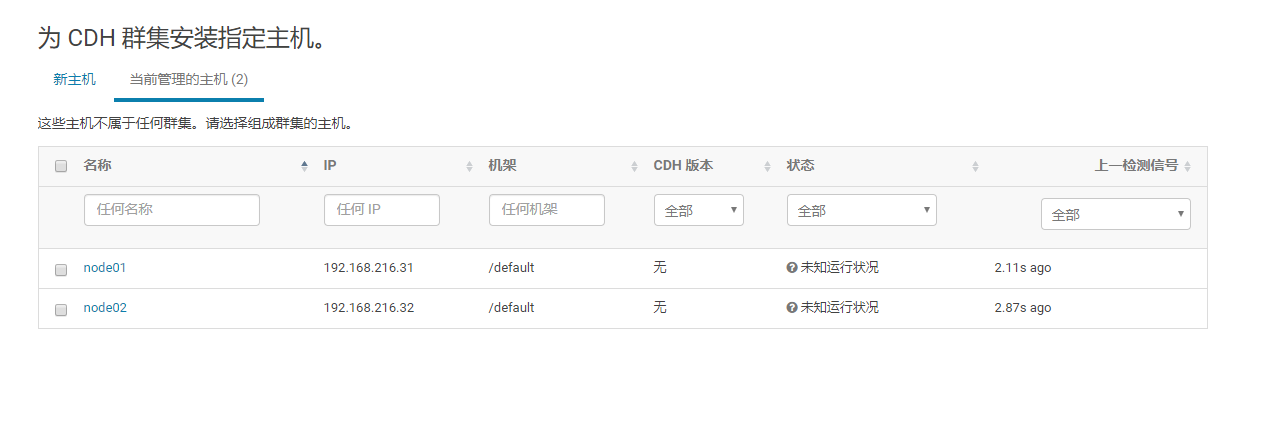 为 CDH 群集安装指定主机。
新主机 当前管理的主机 (2)
这些主机不属于任何群集。请选择组成群集的主机。
名称 IP 机架 CDH 版本 状态 上一检测信号
任何名称 任何 IP 任何机架 全部 全部 全部
node01 192.168.216.31 /default 无 未知运行状况 2.11s ago
node02 192.168.216.32 /default 无 未知运行状况 2.87s ago